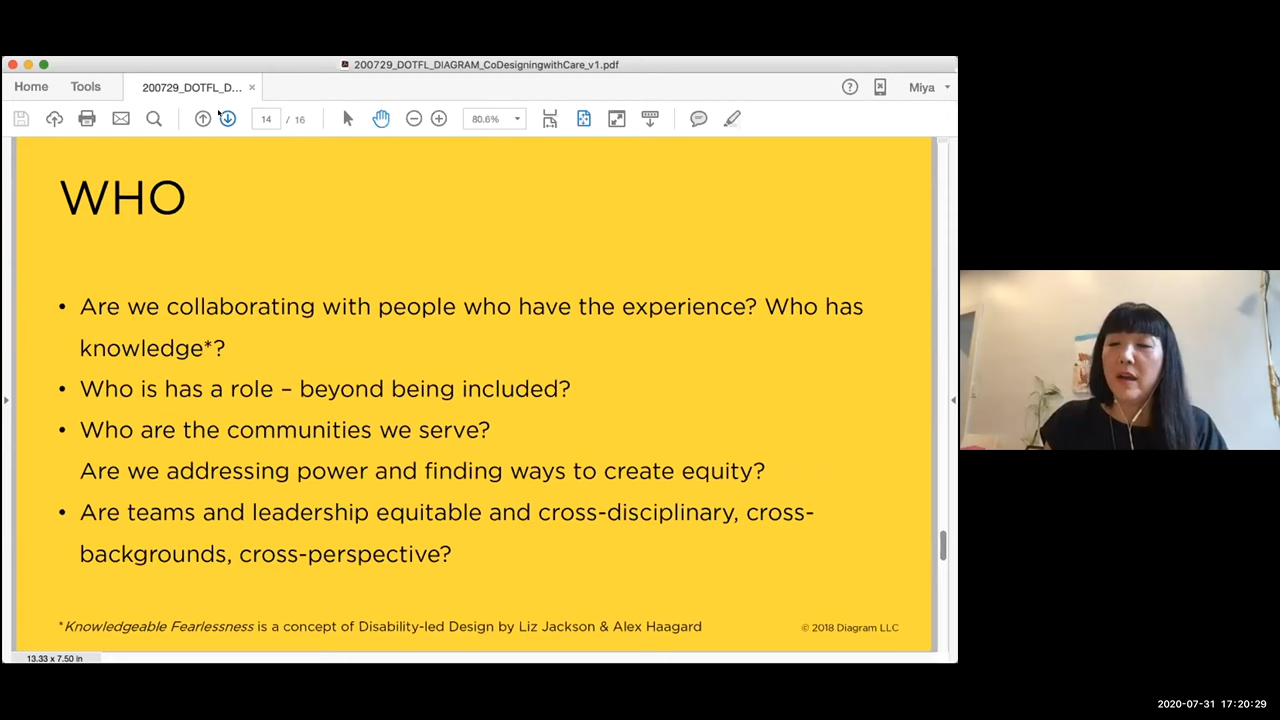 200729_DOTFL_DIAGRAM_CoDesigningwithCare_v1.pdf
Home Tools 200729_DOTFL_D... × Miya
14 / 16 80.6%
WHO
• Are we collaborating with people who have the experience? Who has
knowledge*?
• Who is has a role – beyond being included?
• Who are the communities we serve?
Are we addressing power and finding ways to create equity?
• Are teams and leadership equitable and cross-disciplinary, cross-
backgrounds, cross-perspective?
*Knowledgeable Fearlessness is a concept of Disability-led Design by Liz Jackson & Alex Haagard © 2018 Diagram LLC
13.33 x 7.50 in
2020-07-31 17:20:29